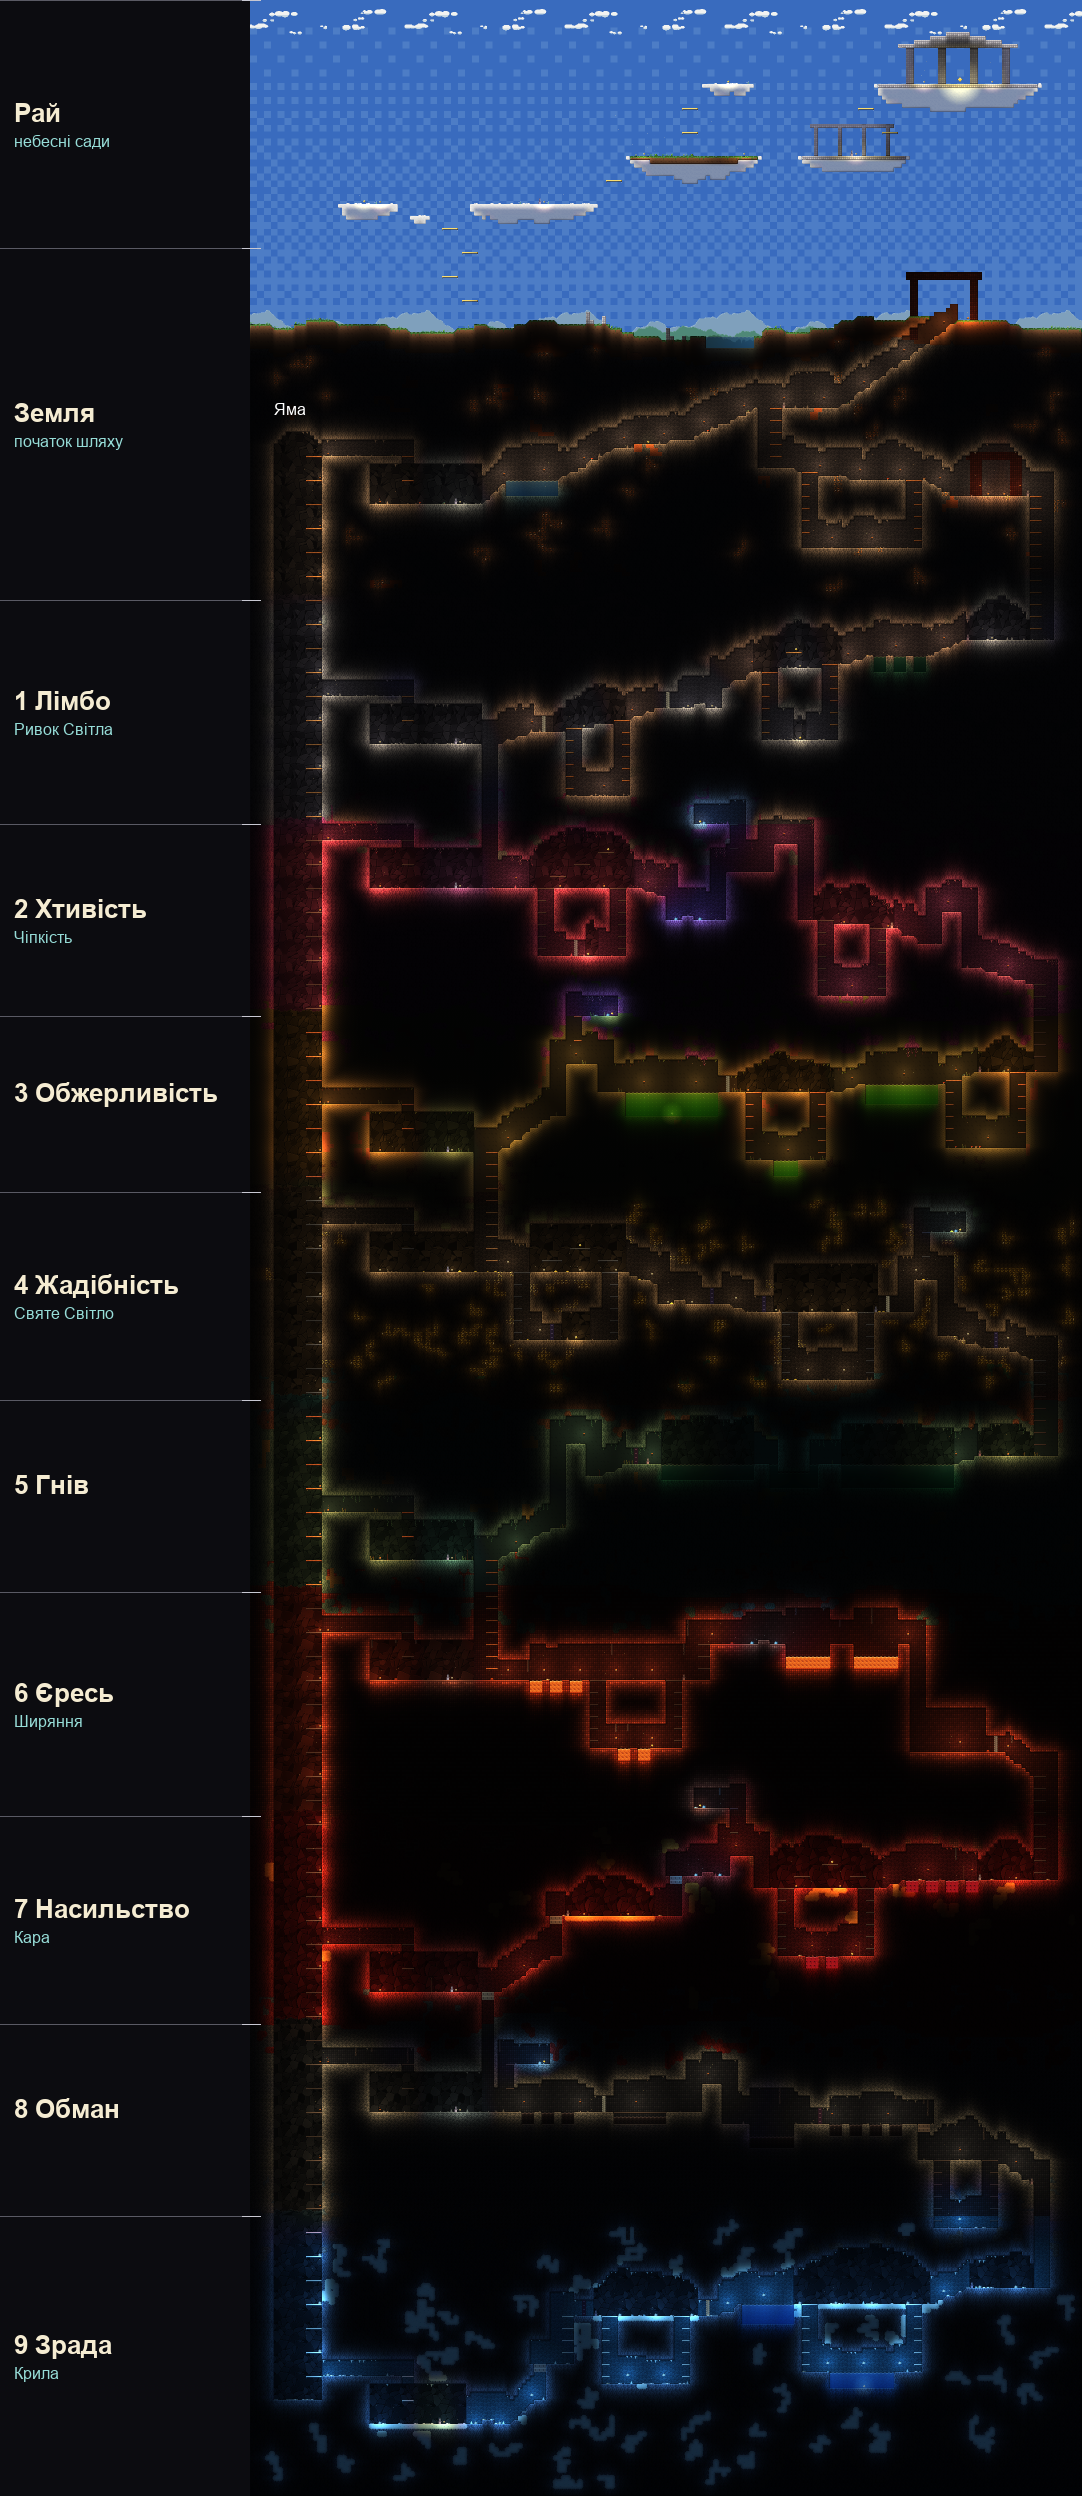 Рай
небесні сади
Земля
початок шляху
Яма
1 Лімбо
Ривок Світла
2 Хтивість
Чіпкість
3 Обжерливість
4 Жадібність
Святе Світло
5 Гнів
6 Єресь
Ширяння
7 Насильство
Кара
8 Обман
9 Зрада
Крила